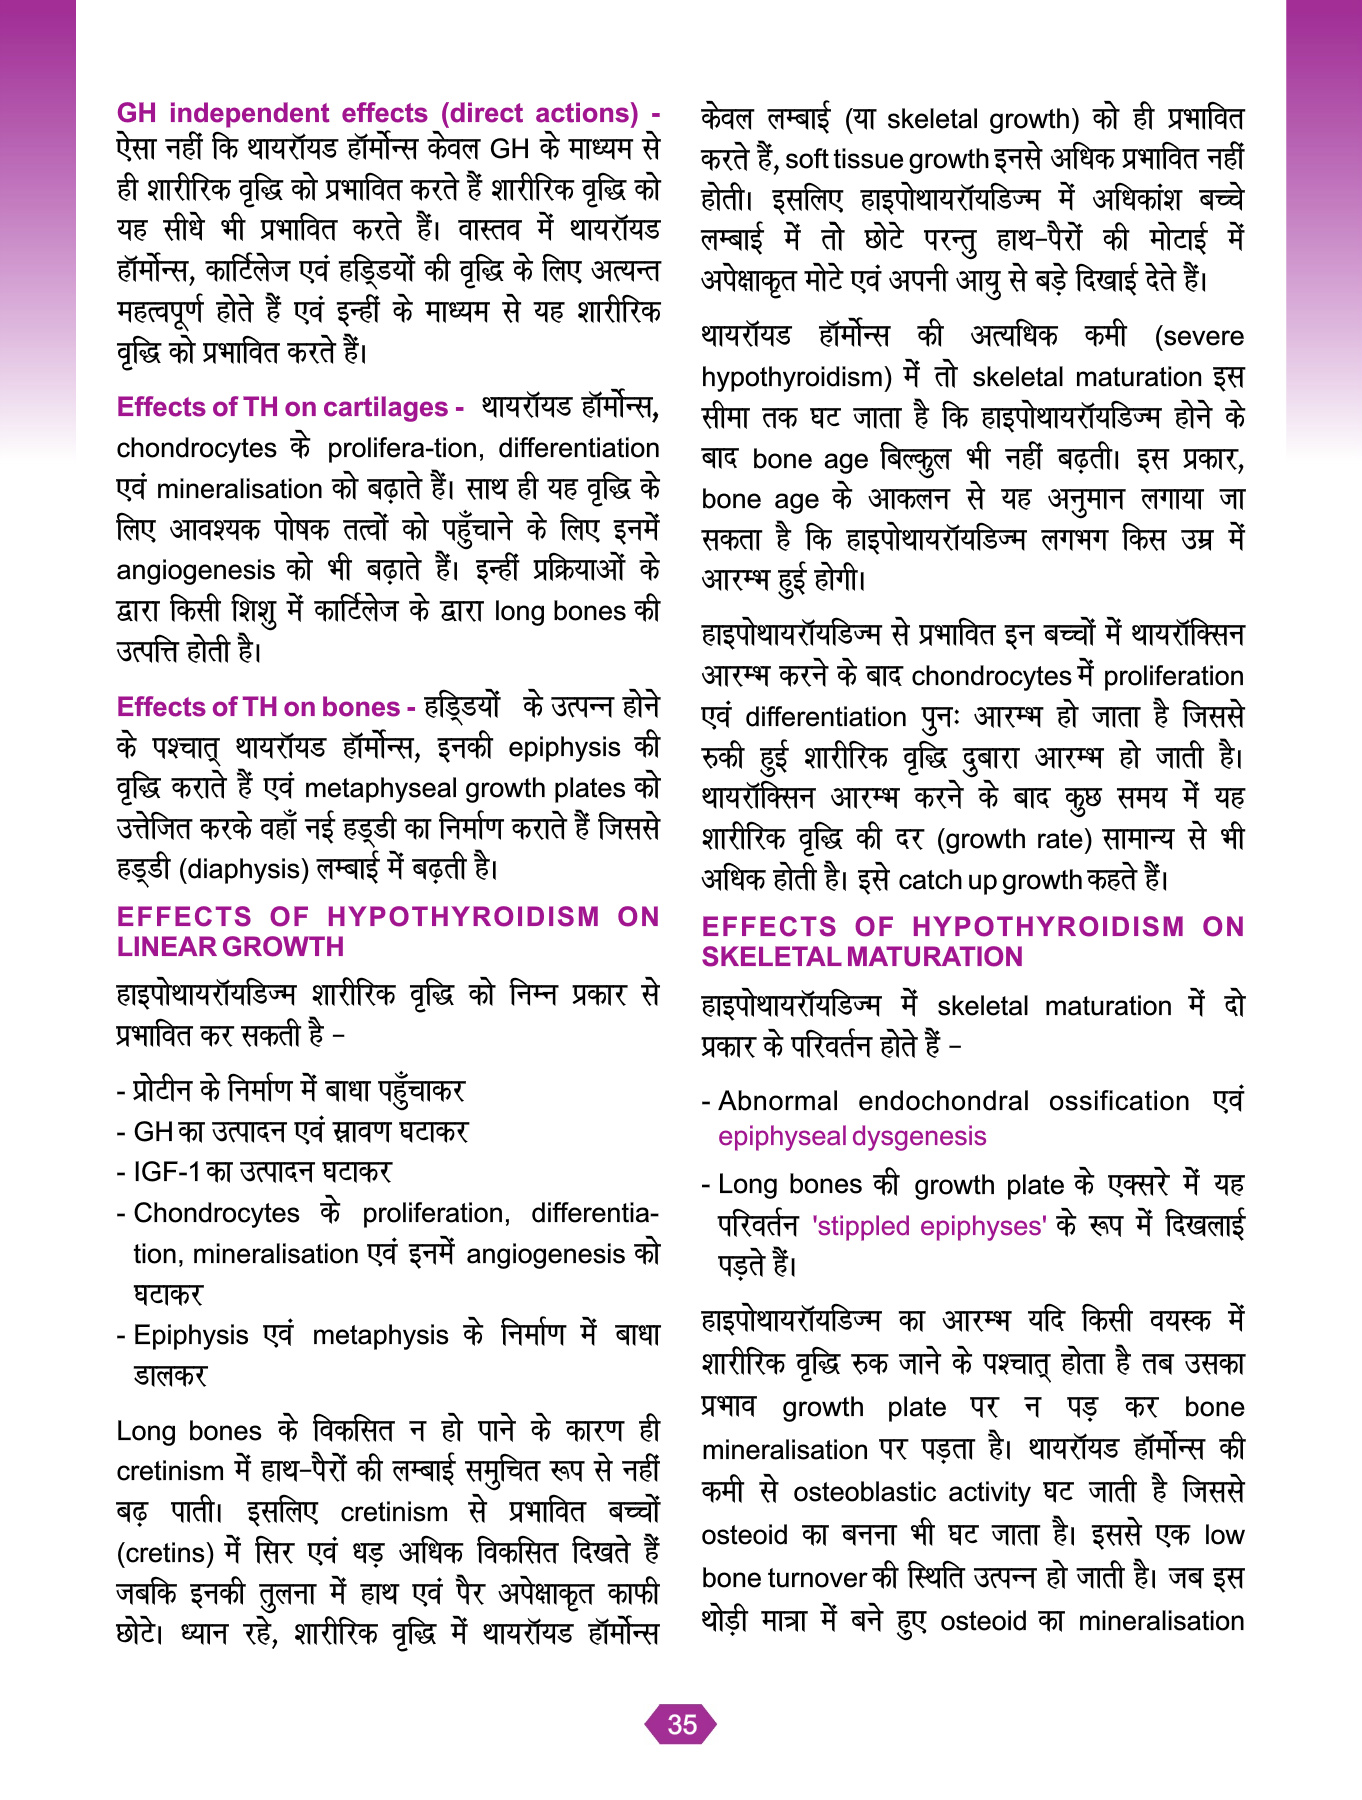 GH independent effects (direct actions) -
ऐसा नहीं कि थायरॉयड हॉर्मोन्स केवल GH के माध्यम से
ही शारीरिक वृद्धि को प्रभावित करते हैं शारीरिक वृद्धि को
यह सीधे भी प्रभावित करते हैं। वास्तव में थायरॉयड
हॉर्मोन्स, कार्टिलेज एवं हड्डियों की वृद्धि के लिए अत्यन्त
महत्वपूर्ण होते हैं एवं इन्हीं के माध्यम से यह शारीरिक
वृद्धि को प्रभावित करते हैं।
Effects of TH on cartilages - थायरॉयड हॉर्मोन्स,
chondrocytes के prolifera-tion, differentiation
एवं mineralisation को बढ़ाते हैं। साथ ही यह वृद्धि के
लिए आवश्यक पोषक तत्वों को पहुँचाने के लिए इनमें
angiogenesis को भी बढ़ाते हैं। इन्हीं प्रक्रियाओं के
द्वारा किसी शिशु में कार्टिलेज के द्वारा long bones की
उत्पत्ति होती है।
Effects of TH on bones - हड्डियों के उत्पन्न होने
के पश्चात् थायरॉयड हॉर्मोन्स, इनकी epiphysis की
वृद्धि कराते हैं एवं metaphyseal growth plates को
उत्तेजित करके वहाँ नई हड्डी का निर्माण कराते हैं जिससे
हड्डी (diaphysis) लम्बाई में बढ़ती है।
EFFECTS OF HYPOTHYROIDISM ON
LINEAR GROWTH
हाइपोथायरॉयडिज्म शारीरिक वृद्धि को निम्न प्रकार से
प्रभावित कर सकती है –
- प्रोटीन के निर्माण में बाधा पहुँचाकर
- GH का उत्पादन एवं स्रावण घटाकर
- IGF-1 का उत्पादन घटाकर
- Chondrocytes के proliferation, differentia-
tion, mineralisation एवं इनमें angiogenesis को
घटाकर
- Epiphysis एवं metaphysis के निर्माण में बाधा
डालकर
Long bones के विकसित न हो पाने के कारण ही
cretinism में हाथ-पैरों की लम्बाई समुचित रूप से नहीं
बढ़ पाती। इसलिए cretinism से प्रभावित बच्चों
(cretins) में सिर एवं धड़ अधिक विकसित दिखते हैं
जबकि इनकी तुलना में हाथ एवं पैर अपेक्षाकृत काफी
छोटे। ध्यान रहे, शारीरिक वृद्धि में थायरॉयड हॉर्मोन्स
केवल लम्बाई (या skeletal growth) को ही प्रभावित
करते हैं, soft tissue growth इनसे अधिक प्रभावित नहीं
होती। इसलिए हाइपोथायरॉयडिज्म में अधिकांश बच्चे
लम्बाई में तो छोटे परन्तु हाथ-पैरों की मोटाई में
अपेक्षाकृत मोटे एवं अपनी आयु से बड़े दिखाई देते हैं।
थायरॉयड हॉर्मोन्स की अत्यधिक कमी (severe
hypothyroidism) में तो skeletal maturation इस
सीमा तक घट जाता है कि हाइपोथायरॉयडिज्म होने के
बाद bone age बिल्कुल भी नहीं बढ़ती। इस प्रकार,
bone age के आकलन से यह अनुमान लगाया जा
सकता है कि हाइपोथायरॉयडिज्म लगभग किस उम्र में
आरम्भ हुई होगी।
हाइपोथायरॉयडिज्म से प्रभावित इन बच्चों में थायरॉक्सिन
आरम्भ करने के बाद chondrocytes में proliferation
एवं differentiation पुनः आरम्भ हो जाता है जिससे
रुकी हुई शारीरिक वृद्धि दुबारा आरम्भ हो जाती है।
थायरॉक्सिन आरम्भ करने के बाद कुछ समय में यह
शारीरिक वृद्धि की दर (growth rate) सामान्य से भी
अधिक होती है। इसे catch up growth कहते हैं।
EFFECTS OF HYPOTHYROIDISM ON
SKELETAL MATURATION
हाइपोथायरॉयडिज्म में skeletal maturation में दो
प्रकार के परिवर्तन होते हैं –
- Abnormal endochondral ossification एवं
epiphyseal dysgenesis
- Long bones की growth plate के एक्सरे में यह
परिवर्तन 'stippled epiphyses' के रूप में दिखलाई
पड़ते हैं।
हाइपोथायरॉयडिज्म का आरम्भ यदि किसी वयस्क में
शारीरिक वृद्धि रुक जाने के पश्चात् होता है तब उसका
प्रभाव growth plate पर न पड़ कर bone
mineralisation पर पड़ता है। थायरॉयड हॉर्मोन्स की
कमी से osteoblastic activity घट जाती है जिससे
osteoid का बनना भी घट जाता है। इससे एक low
bone turnover की स्थिति उत्पन्न हो जाती है। जब इस
थोड़ी मात्रा में बने हुए osteoid का mineralisation
35